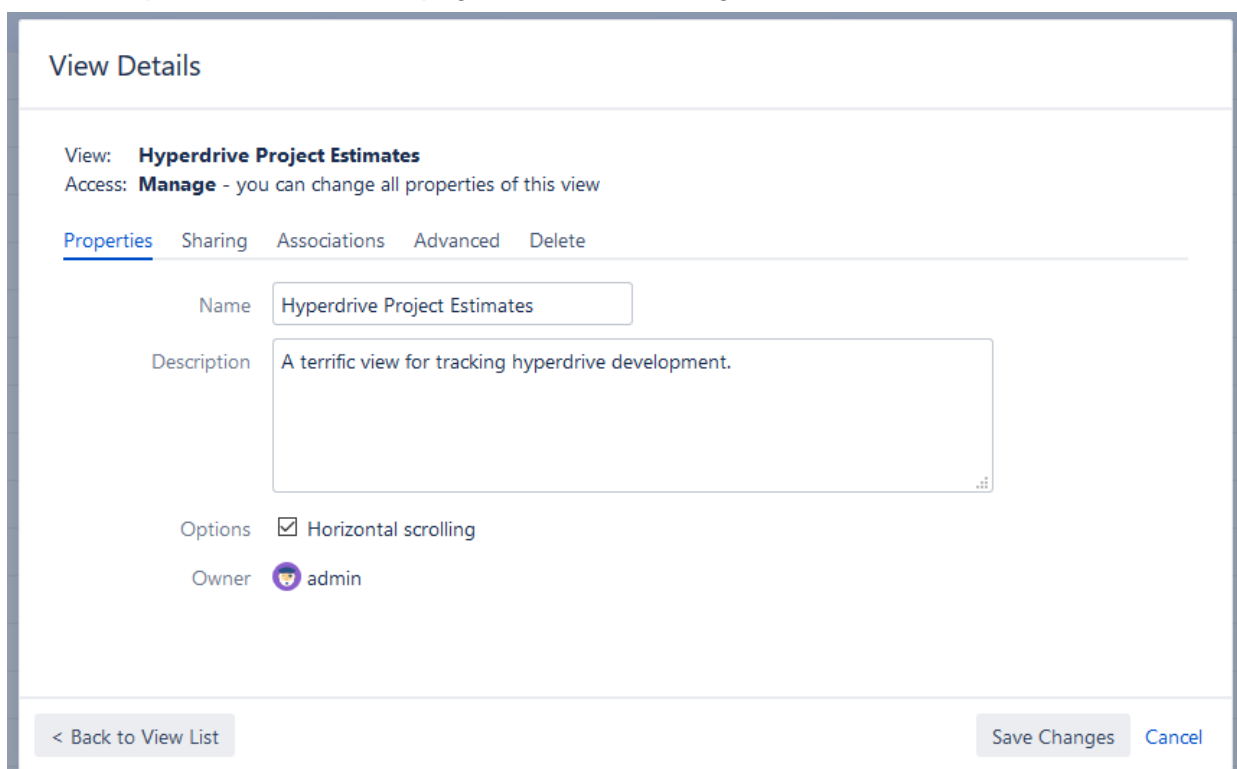 View Details
View: Hyperdrive Project Estimates
Access: Manage - you can change all properties of this view
Properties Sharing Associations Advanced Delete
Name Hyperdrive Project Estimates
Description A terrific view for tracking hyperdrive development.
Options Horizontal scrolling
Owner admin
< Back to View List Save Changes Cancel